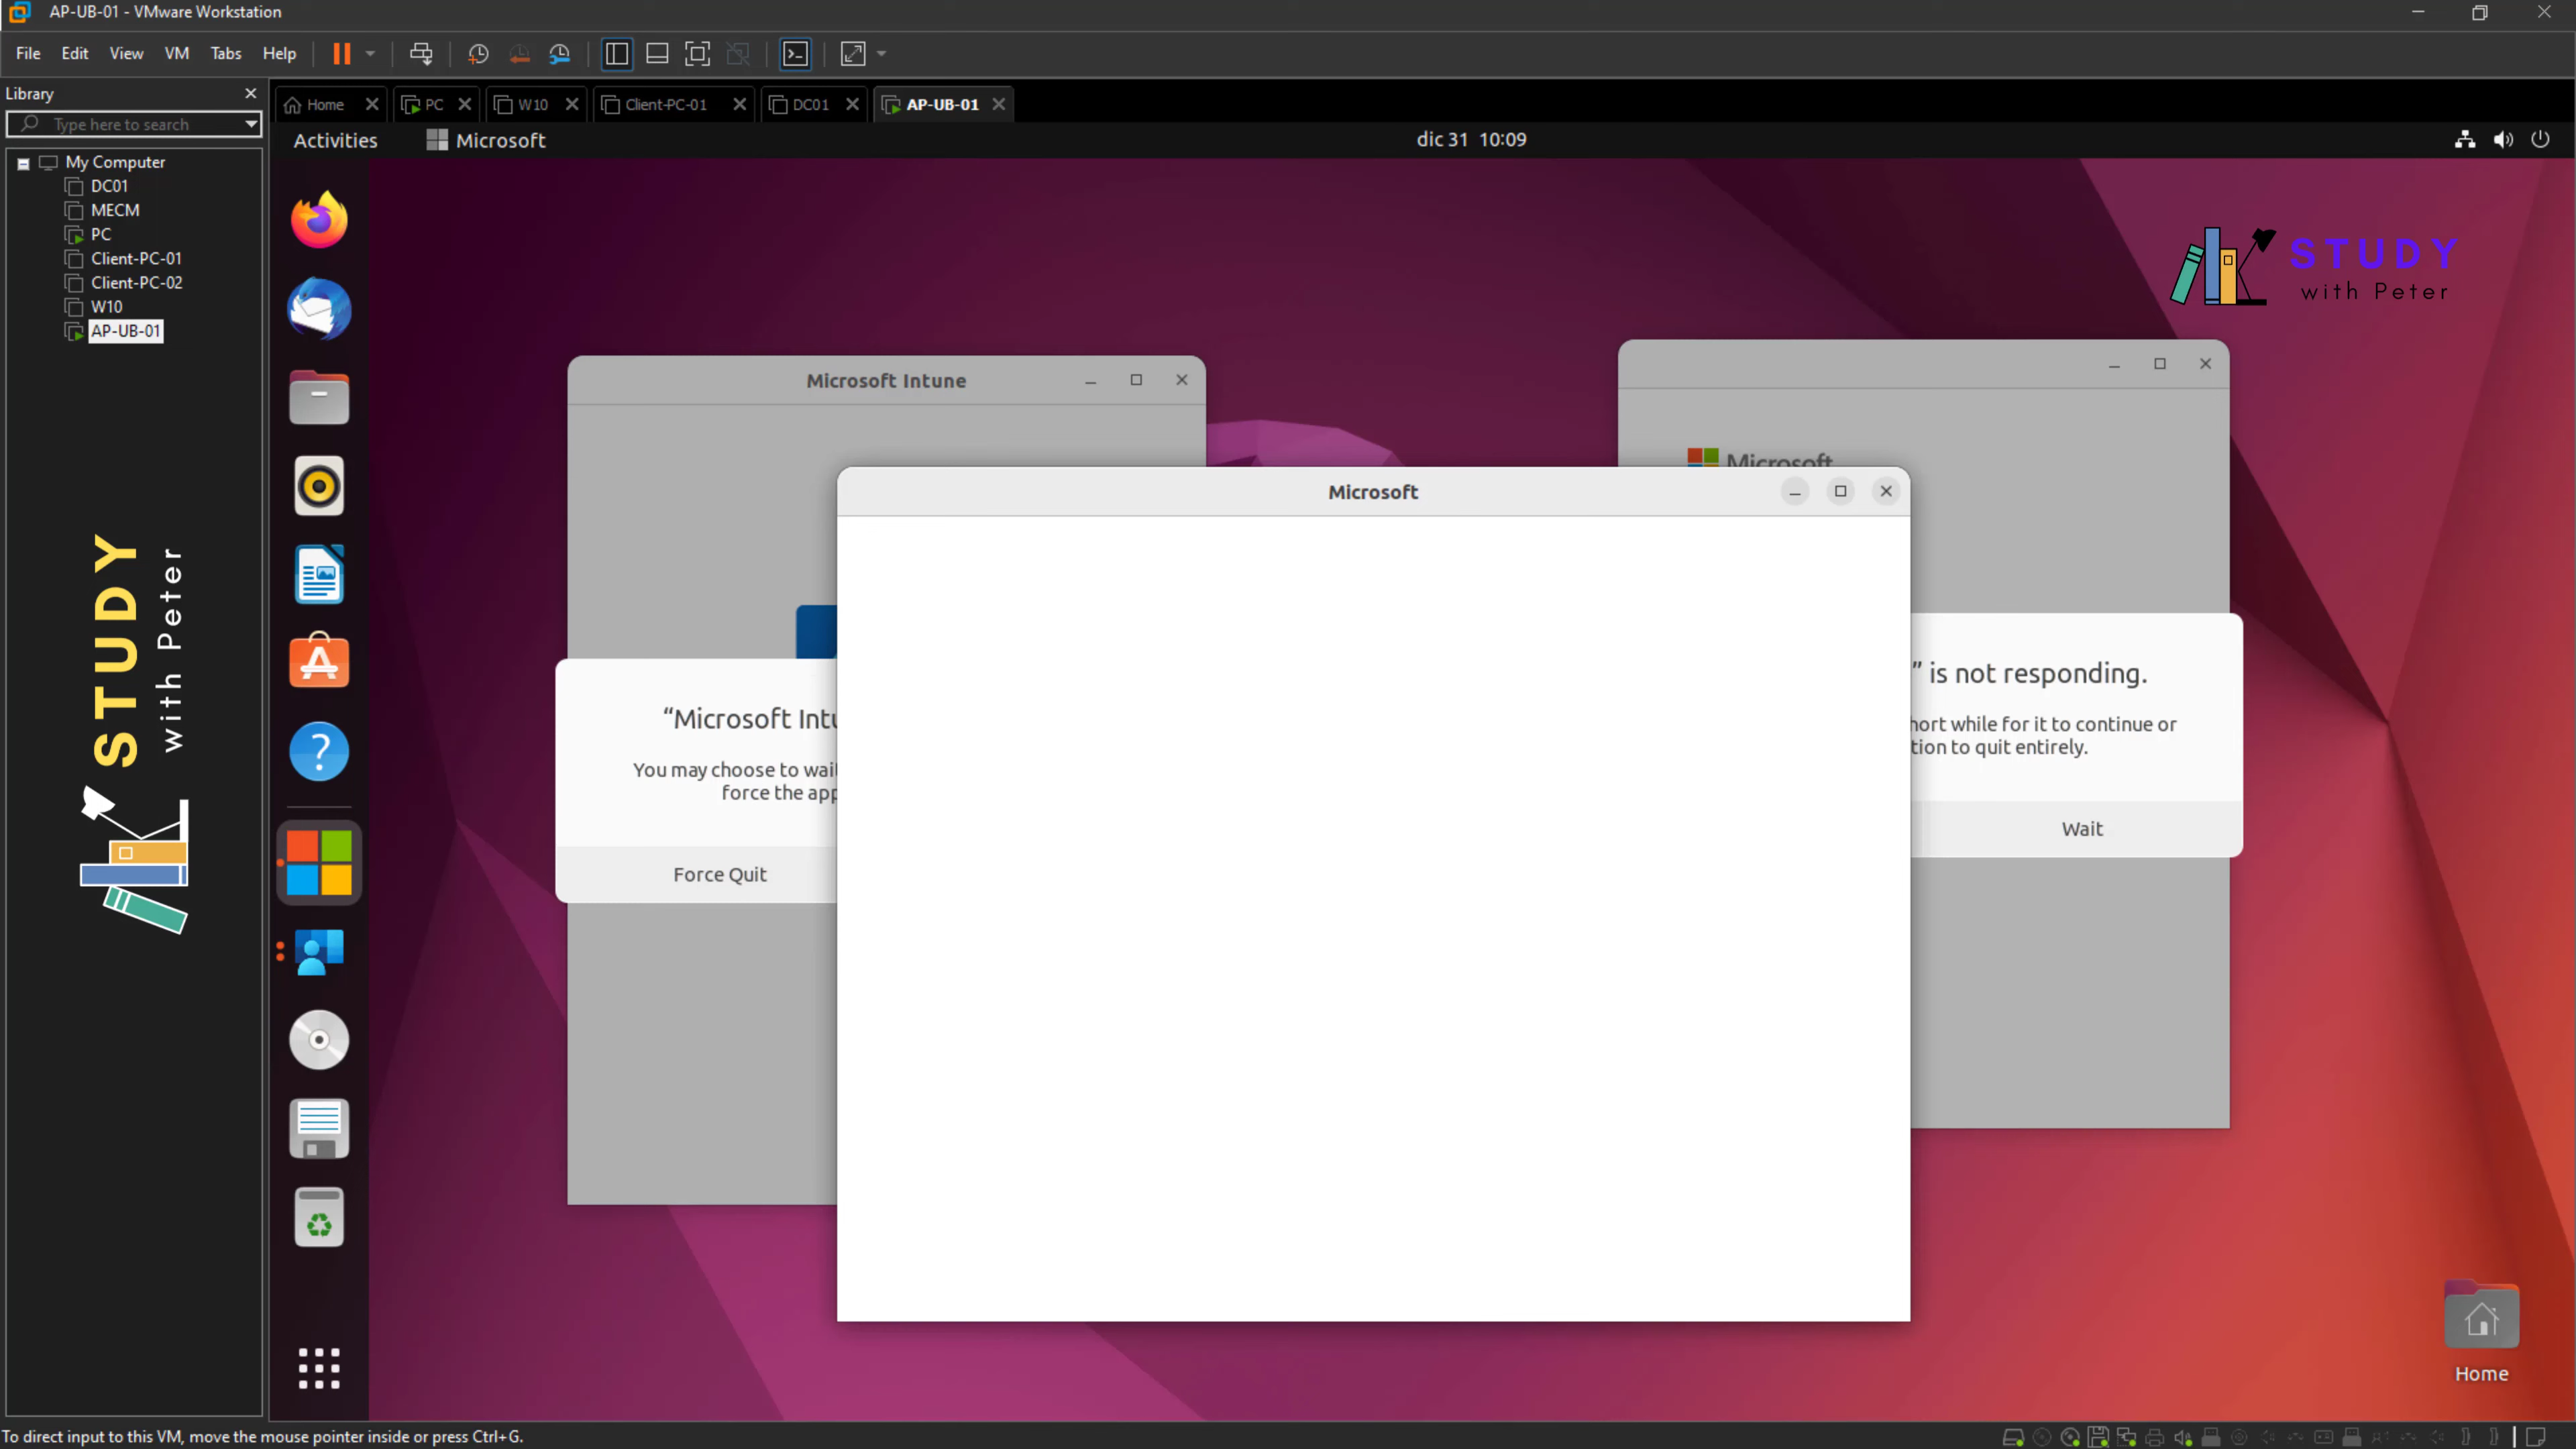 AP-UB-01 - VMware Workstation
File Edit View VM Tabs Help
Library
Type here to search
My Computer
DC01
MECM
PC
Client-PC-01
Client-PC-02
W10
AP-UB-01
STUDY
with Peter
Home PC W10 Client-PC-01 DC01 AP-UB-01
Activities Microsoft dic 31 10:09
STUDY
with Peter
Microsoft Intune
Microsoft
Microsoft
“Microsoft Intu
You may choose to wai
force the app
Force Quit
” is not responding.
hort while for it to continue or
tion to quit entirely.
Wait
Home
To direct input to this VM, move the mouse pointer inside or press Ctrl+G.